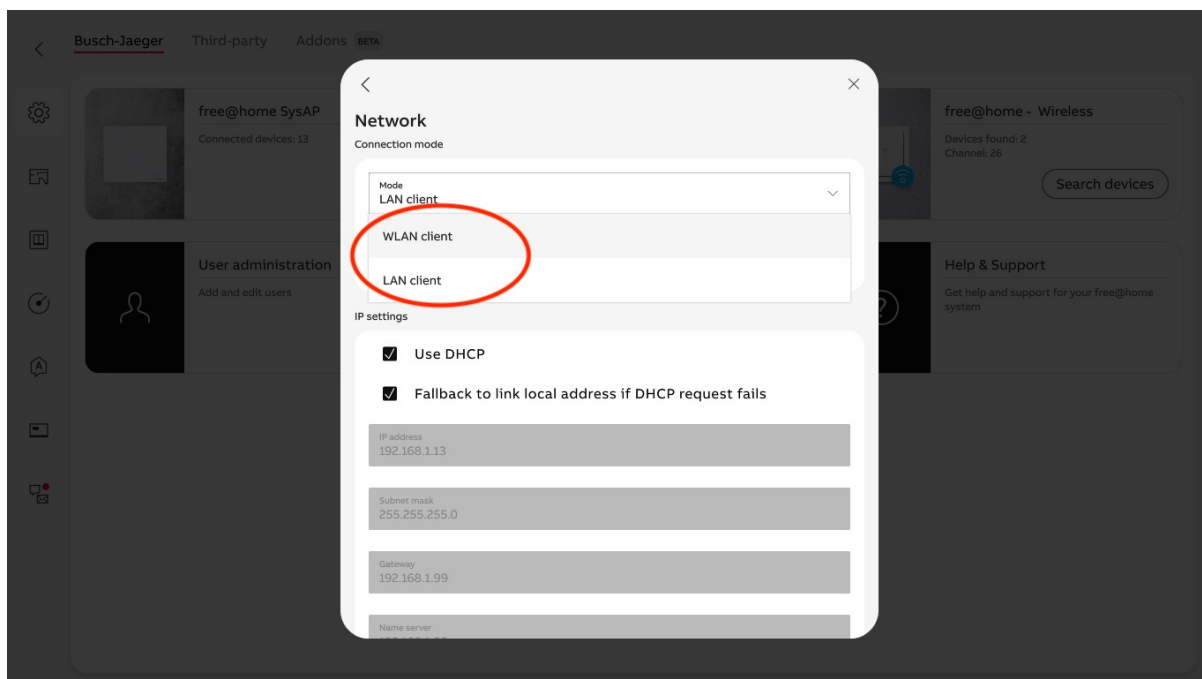 Busch-Jaeger Third-party Addons BETA
free@home SysAP
Connected devices: 13
User administration
Add and edit users
Network
Connection mode
Mode
LAN client
WLAN client
LAN client
IP settings
Use DHCP
Fallback to link local address if DHCP request fails
IP address
192.168.1.13
Subnet mask
255.255.255.0
Gateway
192.168.1.99
Name server
free@home - Wireless
Devices found: 2
Channel: 26
Search devices
Help & Support
Get help and support for your free@home
system